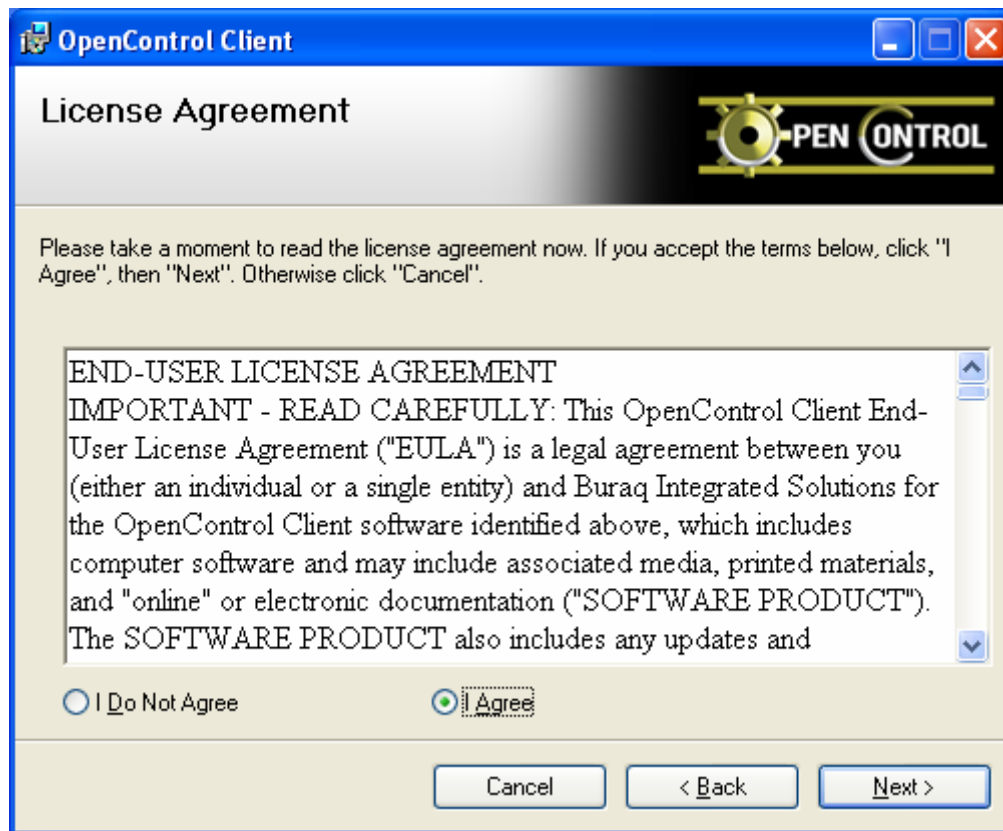 OpenControl Client
License Agreement
OPEN CONTROL
Please take a moment to read the license agreement now. If you accept the terms below, click "I
Agree", then "Next". Otherwise click "Cancel".
END-USER LICENSE AGREEMENT
IMPORTANT - READ CAREFULLY: This OpenControl Client End-
User License Agreement ("EULA") is a legal agreement between you
(either an individual or a single entity) and Buraq Integrated Solutions for
the OpenControl Client software identified above, which includes
computer software and may include associated media, printed materials,
and "online" or electronic documentation ("SOFTWARE PRODUCT").
The SOFTWARE PRODUCT also includes any updates and
I Do Not Agree
I Agree
Cancel
< Back
Next >